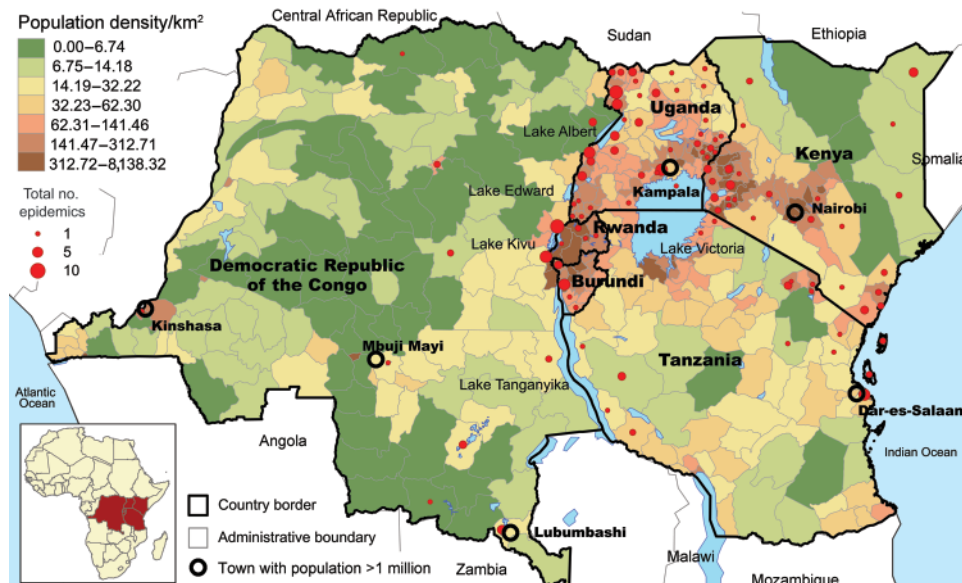 Population density/km²
0.00–6.74
6.75–14.18
14.19–32.22
32.23–62.30
62.31–141.46
141.47–312.71
312.72–8,138.32
Total no.
epidemics
1
5
10
Central African Republic
Sudan
Ethiopia
Uganda
Lake Albert
Kenya
Somalia
Lake Edward
Kampala
Nairobi
Rwanda
Lake Kivu
Lake Victoria
Democratic Republic
of the Congo
Burundi
Kinshasa
Mbuji Mayi
Tanzania
Lake Tanganyika
Atlantic
Ocean
Dar-es-Salaam
Angola
Indian Ocean
Country border
Administrative boundary
Town with population >1 million
Lubumbashi
Zambia
Malawi
Mozambique